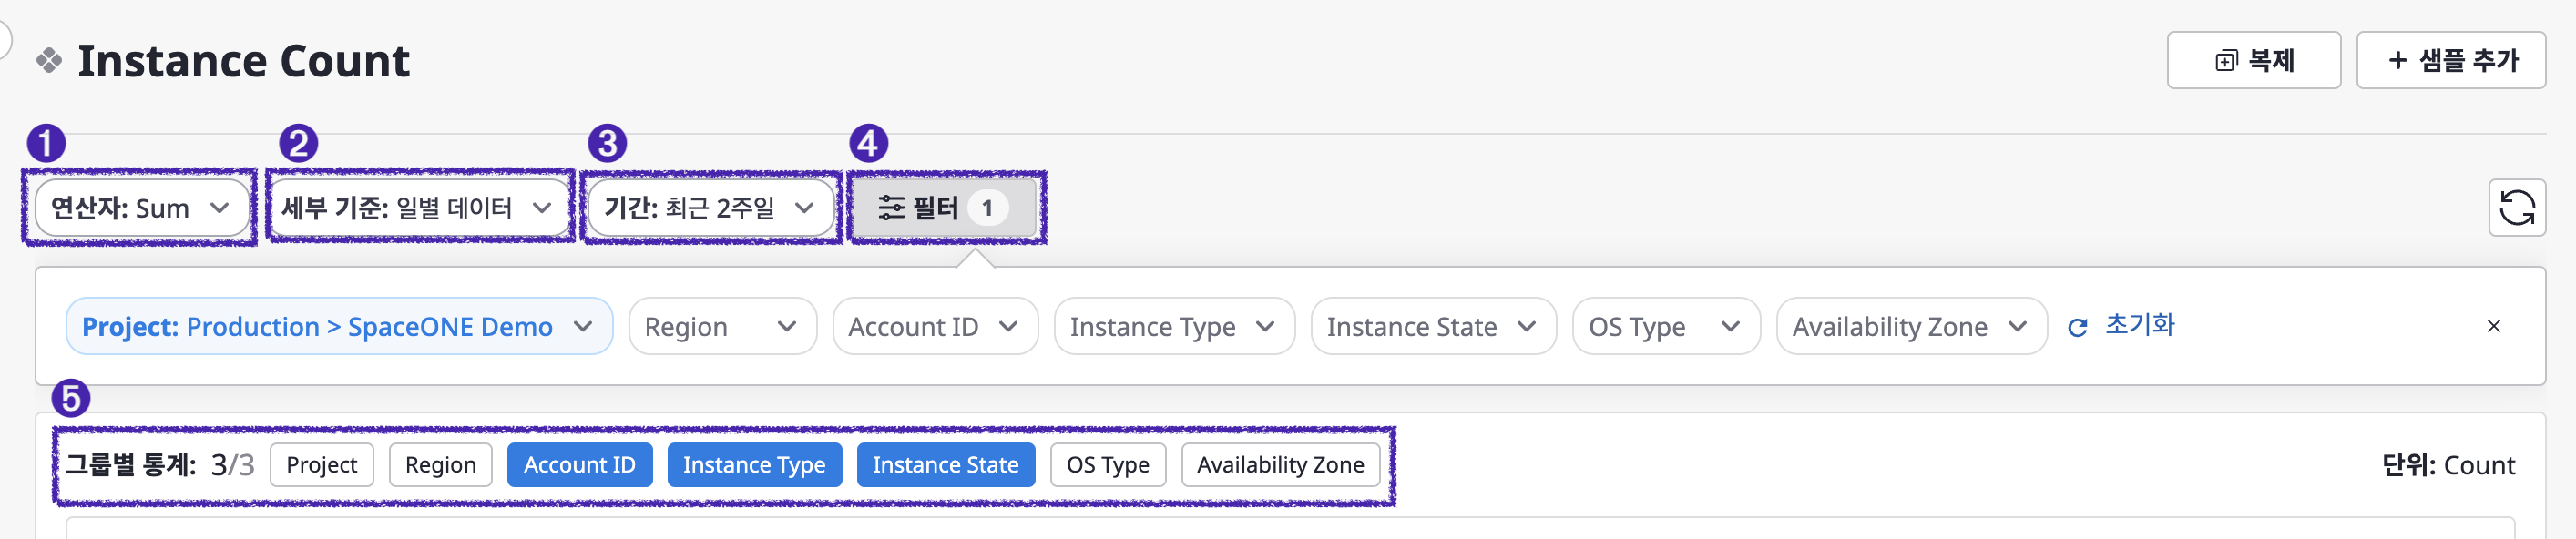 Instance Count
복제
+ 샘플 추가
1
2
3
4
연산자: Sum
세부 기준: 일별 데이터
기간: 최근 2주일
필터 1
Project: Production > SpaceONE Demo
Region
Account ID
Instance Type
Instance State
OS Type
Availability Zone
초기화
5
그룹별 통계: 3/3
Project
Region
Account ID
Instance Type
Instance State
OS Type
Availability Zone
단위: Count